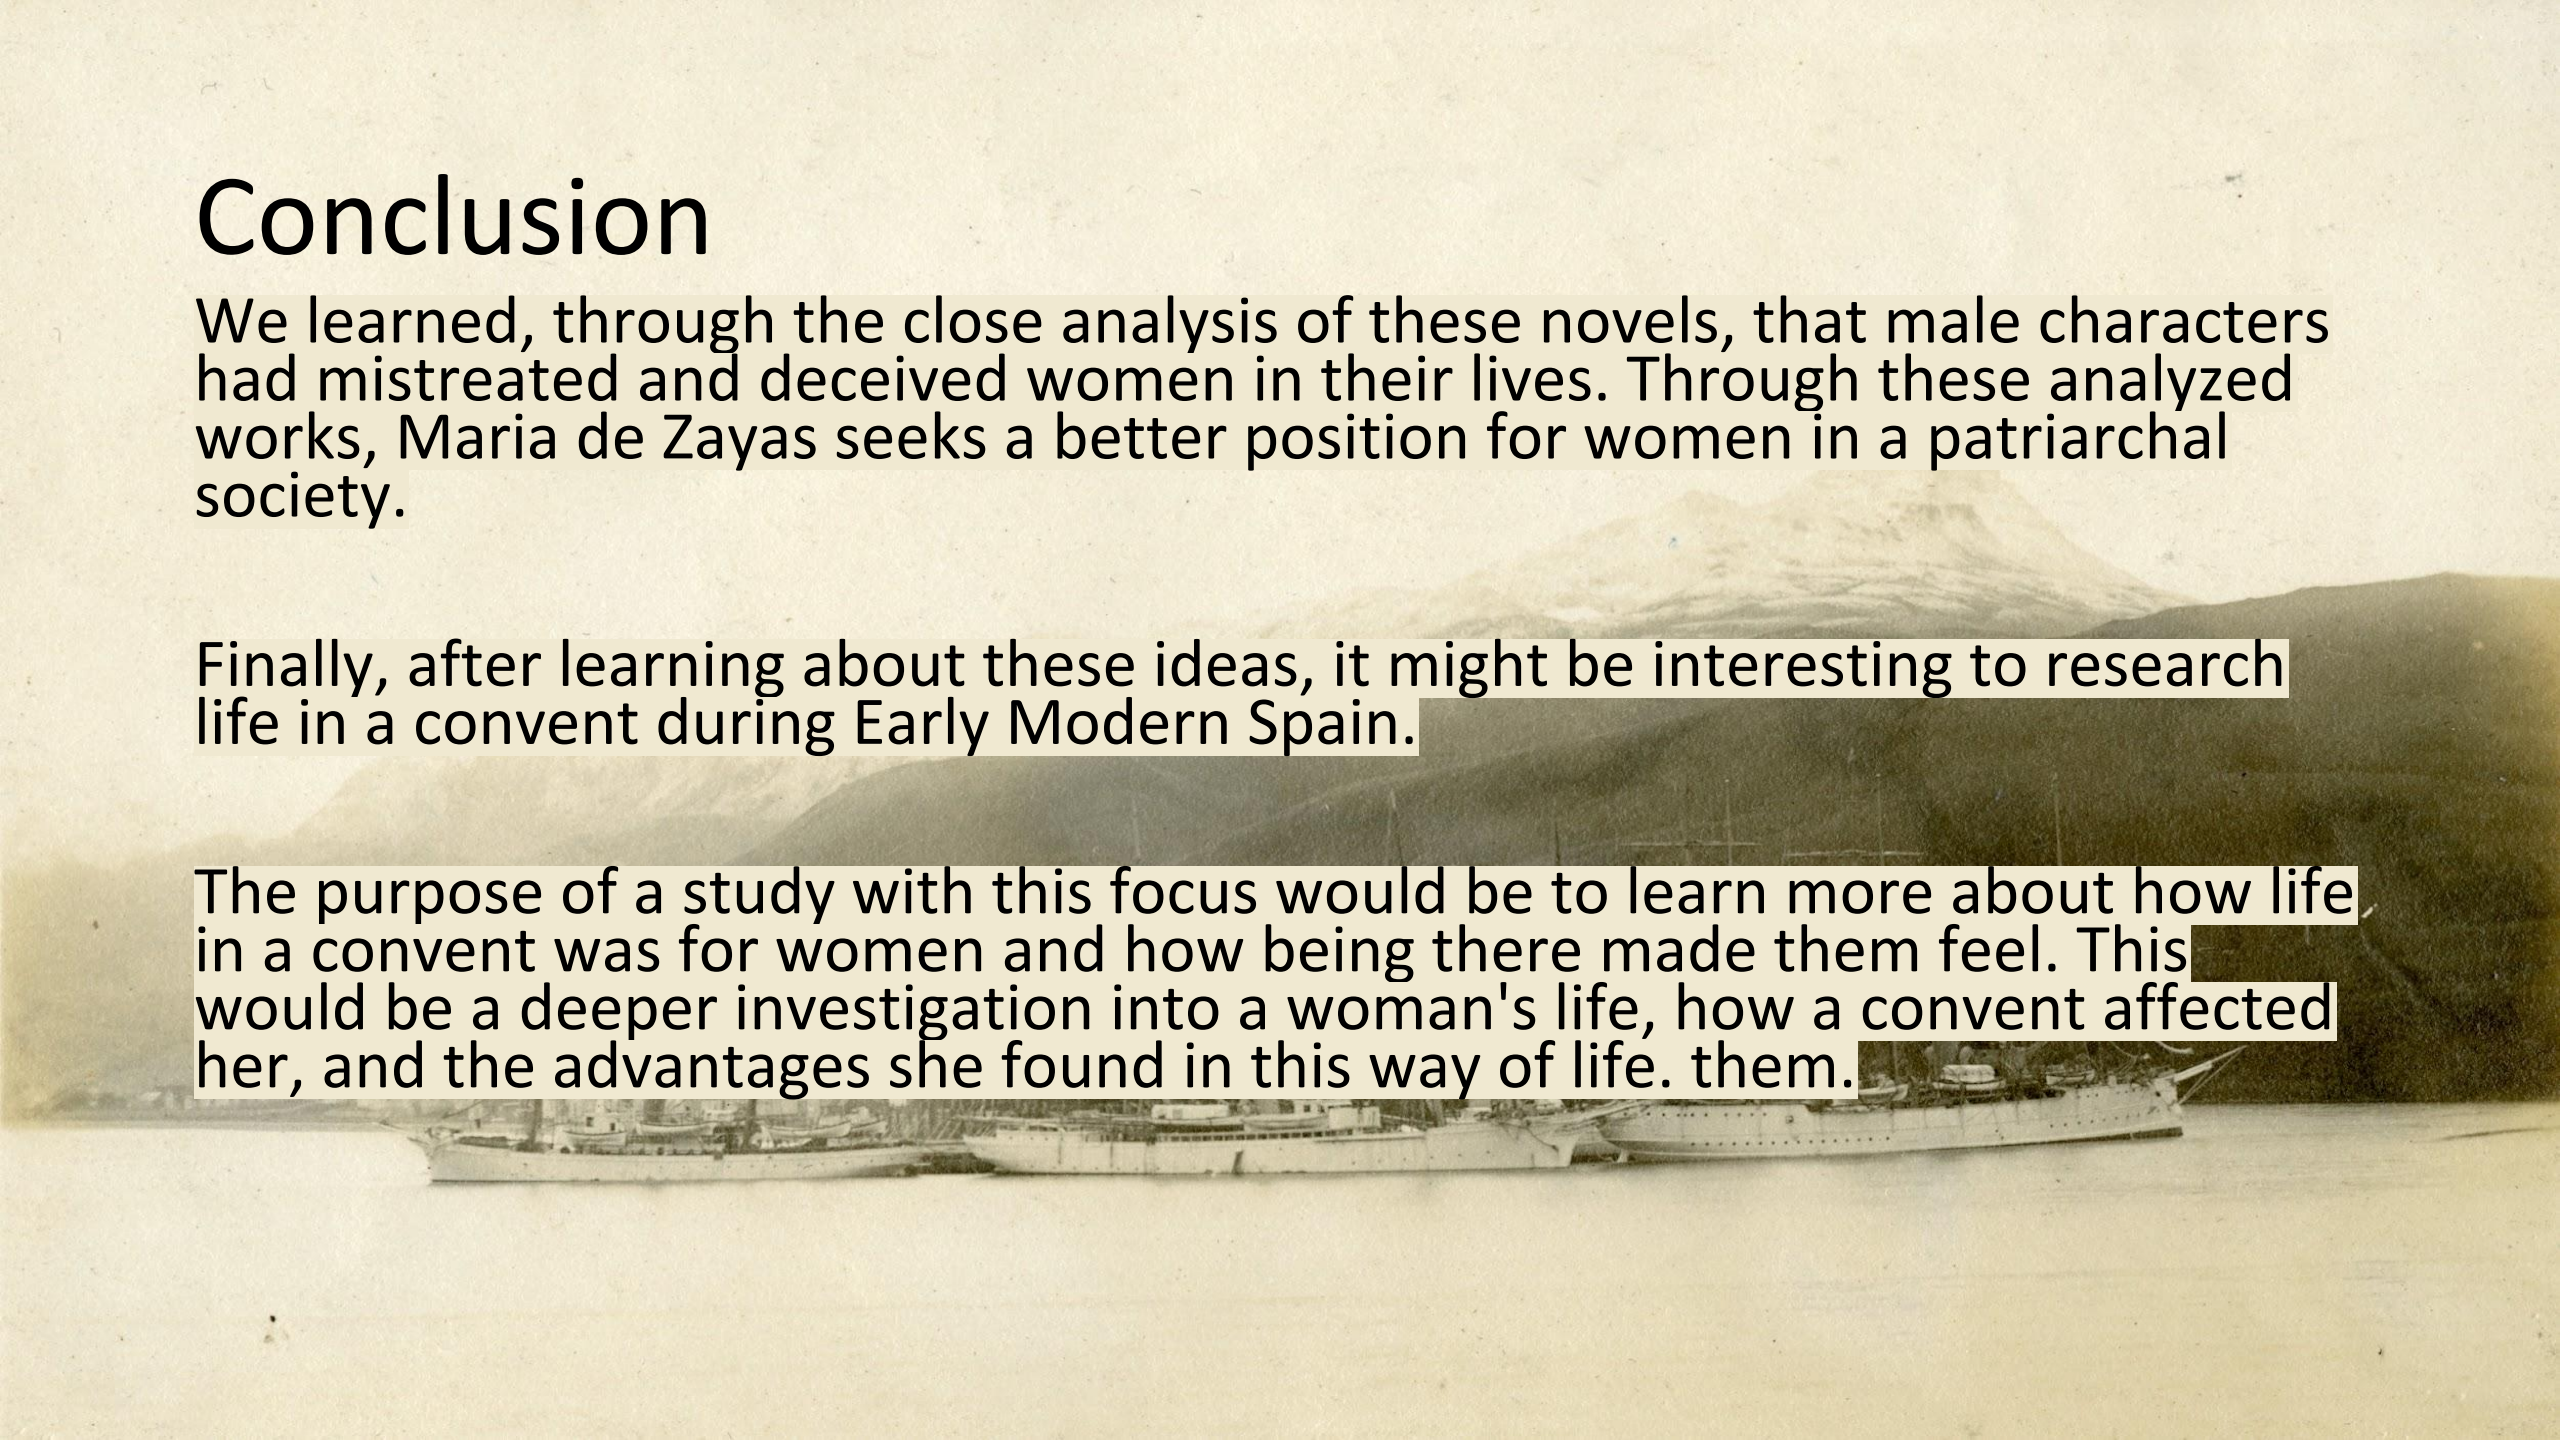 Conclusion
We learned, through the close analysis of these novels, that male characters
had mistreated and deceived women in their lives. Through these analyzed
works, Maria de Zayas seeks a better position for women in a patriarchal
society.
Finally, after learning about these ideas, it might be interesting to research
life in a convent during Early Modern Spain.
The purpose of a study with this focus would be to learn more about how life
in a convent was for women and how being there made them feel. This
would be a deeper investigation into a woman's life, how a convent affected
her, and the advantages she found in this way of life. them.